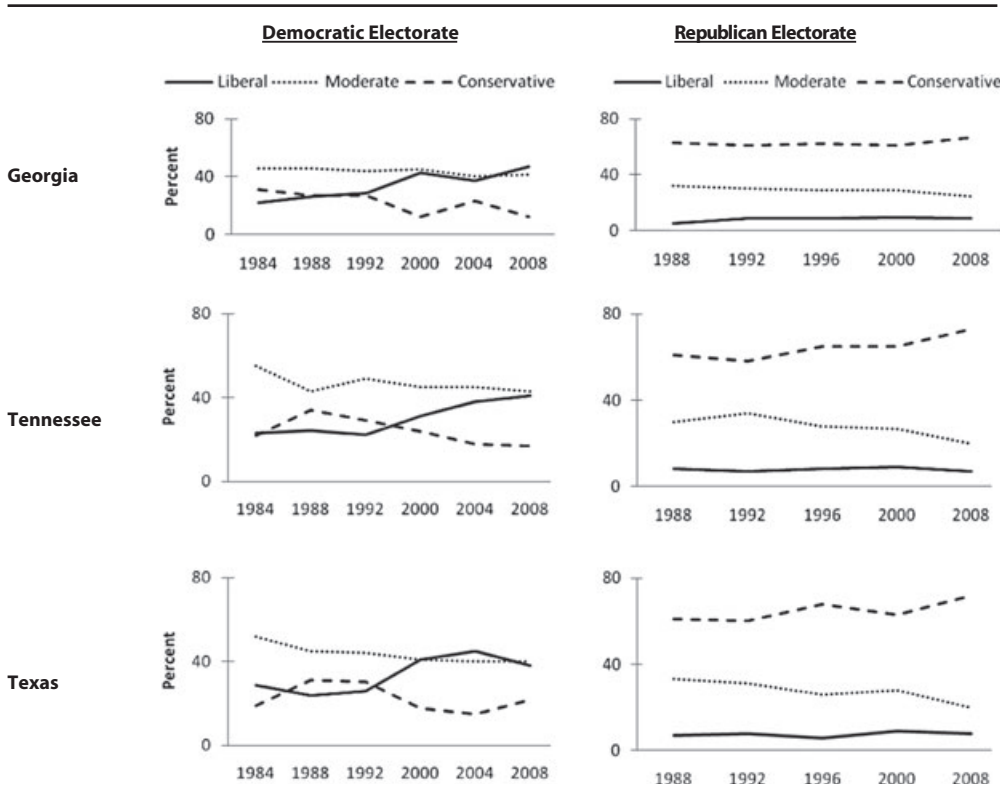 Democratic Electorate
Republican Electorate
Liberal Moderate Conservative
Liberal Moderate Conservative
Georgia
Percent
80
40
0
1984 1988 1992 2000 2004 2008
80
40
0
1988 1992 1996 2000 2008
Tennessee
Percent
80
40
0
1984 1988 1992 2000 2004 2008
80
40
0
1988 1992 1996 2000 2008
Texas
Percent
80
40
0
1984 1988 1992 2000 2004 2008
80
40
0
1988 1992 1996 2000 2008